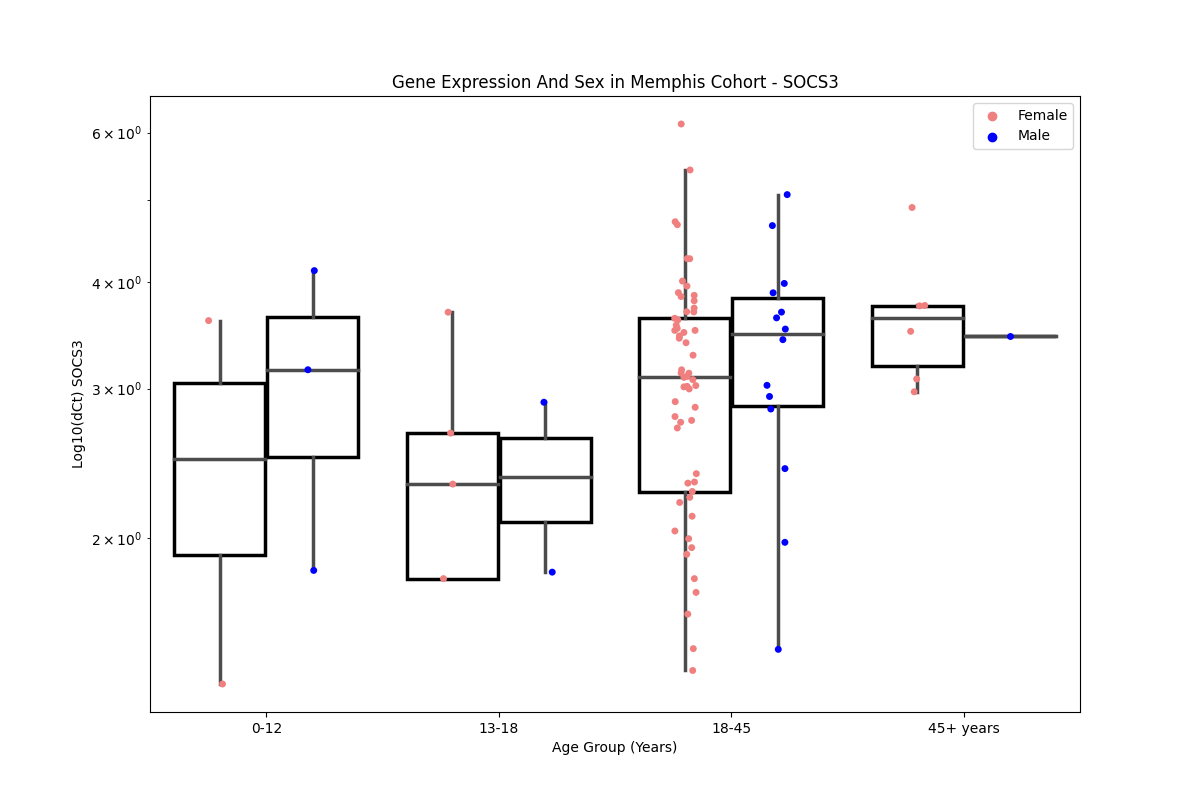 Gene Expression And Sex in Memphis Cohort - SOCS3
Female
Male
6 × 10⁰
4 × 10⁰
3 × 10⁰
2 × 10⁰
Log10(dCt) SOCS3
0-12
13-18
18-45
45+ years
Age Group (Years)